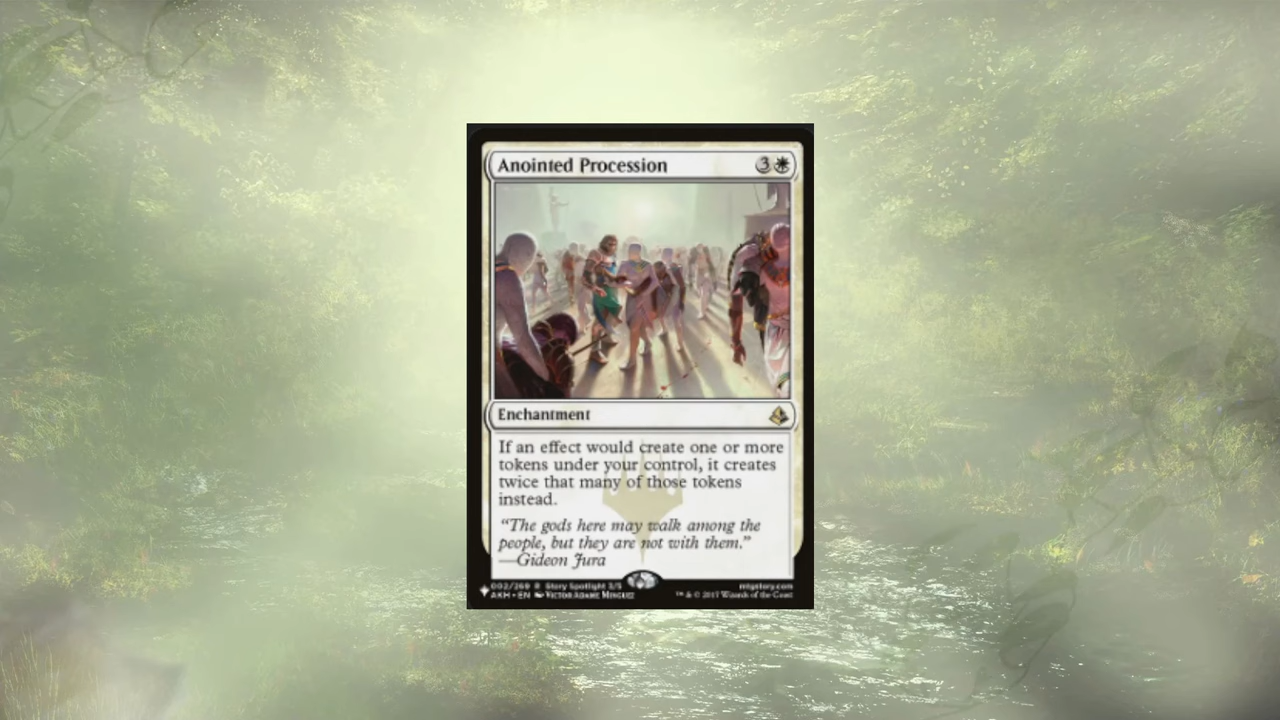 Anointed Procession 3
Enchantment
If an effect would create one or more
tokens under your control, it creates
twice that many of those tokens
instead.
“The gods here may walk among the
people, but they are not with them.”
—Gideon Jura
002/269 R Story Spotlight 3/5
mtgstory.com
AKH • EN Victor Adame Minguez
™ & © 2017 Wizards of the Coast